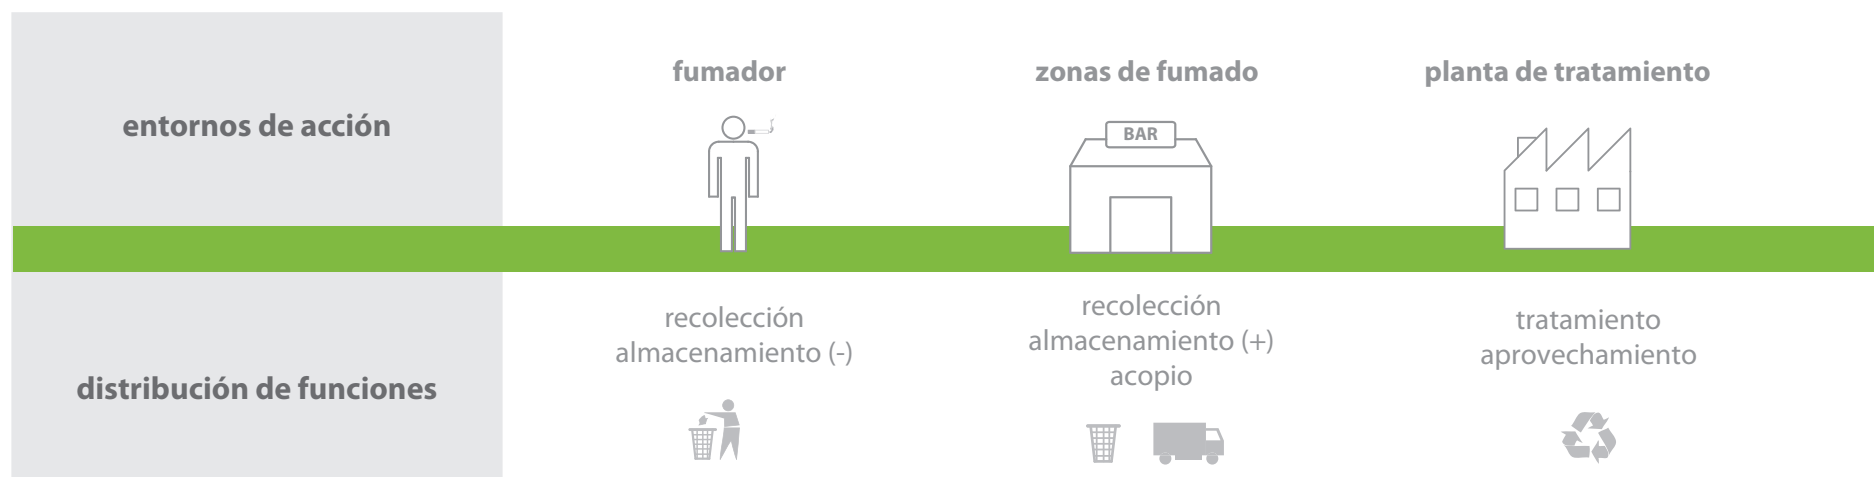 entornos de acción
fumador
zonas de fumado
planta de tratamiento
BAR
distribución de funciones
recolección
almacenamiento (-)
recolección
almacenamiento (+)
acopio
tratamiento
aprovechamiento